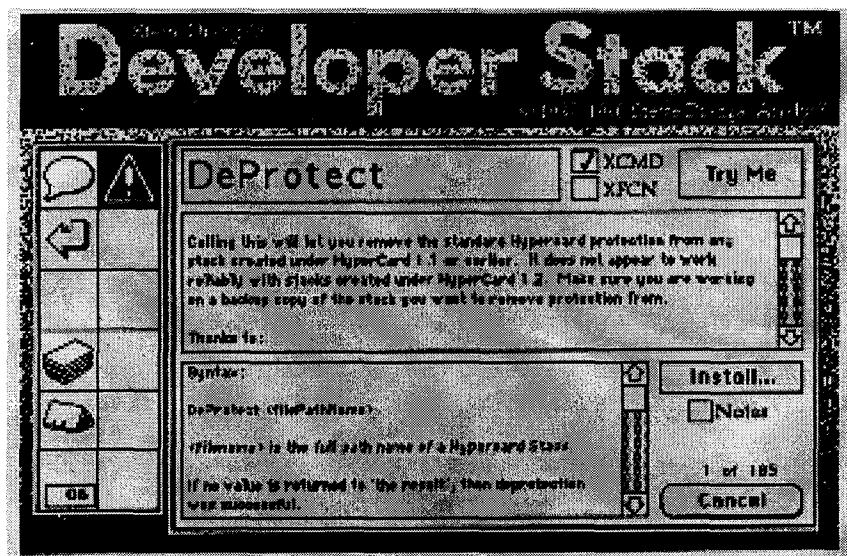 Developer Stack™
DeProtect
XCMD
XFCN
Try Me
Calling this will let you remove the standard Hypercard protection from any
stack created under HyperCard 1.1 or earlier. It does not appear to work
reliably with stacks created under HyperCard 1.2. Make sure you are working
on a backup copy of the stack you want to remove protection from.
Thanks to:
Syntax:
DeProtect <filePathName>
<filename> is the full path name of a Hypercard Stack
If no value is returned in 'the result', then deprotection
was successful.
Install...
Notes
1 of 185
Cancel